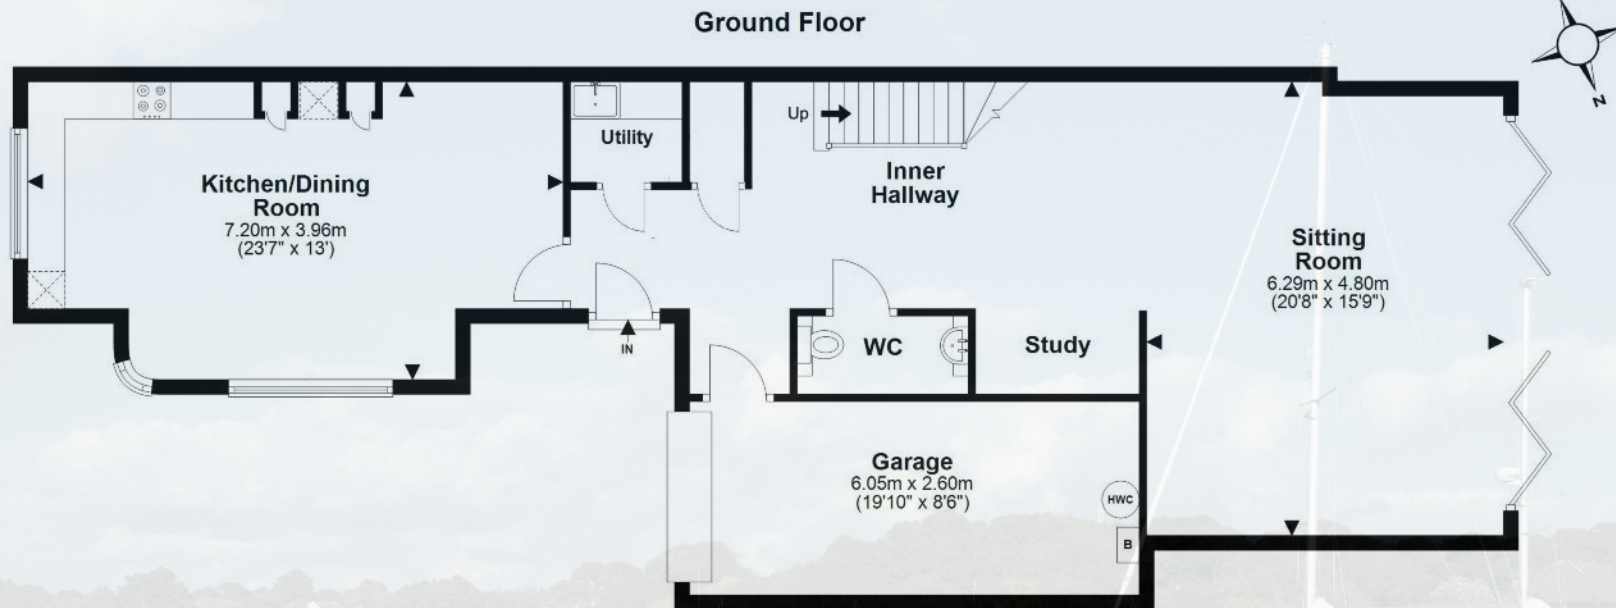 Ground Floor
N
Utility
Up
Inner
Hallway
Kitchen/Dining
Room
7.20m x 3.96m
(23'7" x 13')
Sitting
Room
6.29m x 4.80m
(20'8" x 15'9")
IN
WC
Study
Garage
6.05m x 2.60m
(19'10" x 8'6")
HWC
B